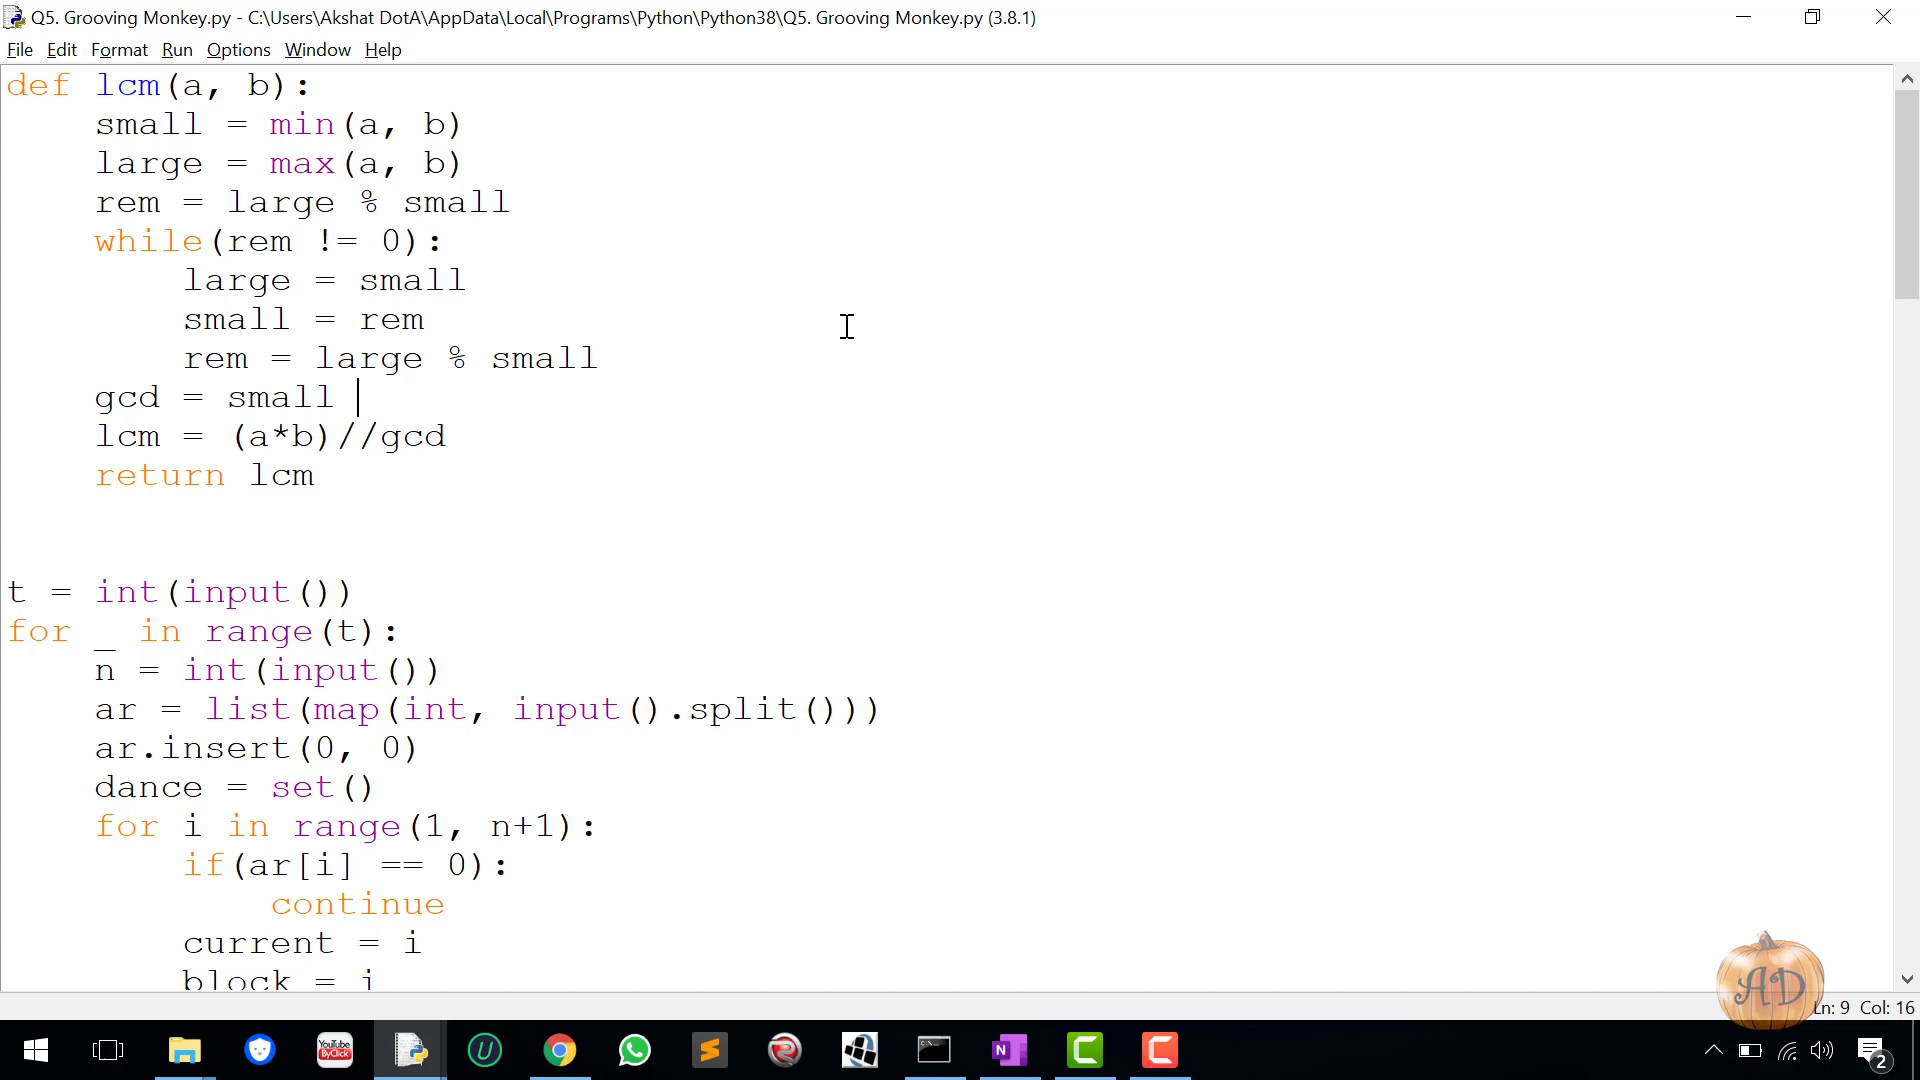 Q5. Grooving Monkey.py - C:\Users\Akshat DotA\AppData\Local\Programs\Python\Python38\Q5. Grooving Monkey.py (3.8.1)
File Edit Format Run Options Window Help
def lcm(a, b):
    small = min(a, b)
    large = max(a, b)
    rem = large % small
    while(rem != 0):
        large = small
        small = rem
        rem = large % small
    gcd = small
    lcm = (a*b)//gcd
    return lcm
t = int(input())
for _ in range(t):
    n = int(input())
    ar = list(map(int, input().split()))
    ar.insert(0, 0)
    dance = set()
    for i in range(1, n+1):
        if(ar[i] == 0):
            continue
        current = i
        block = i
AD
Ln: 9 Col: 16
YouTube
ByClick
U
N
C
C
2